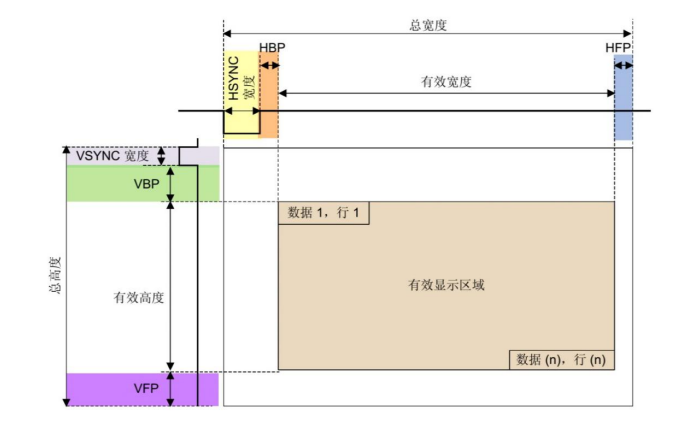 总宽度
HBP
HFP
HSYNC
宽度
有效宽度
VSYNC 宽度
VBP
数据 1，行 1
总高度
有效高度
有效显示区域
数据 (n)，行 (n)
VFP